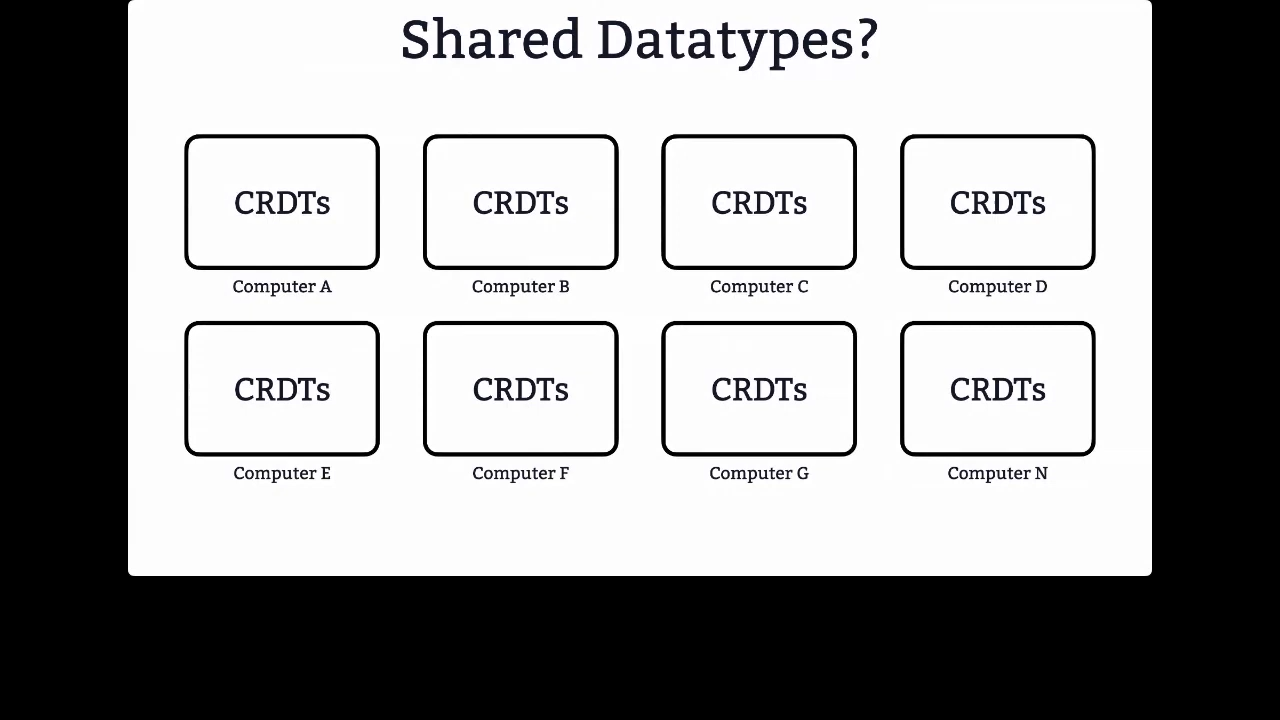 Shared Datatypes?
CRDTs CRDTs CRDTs CRDTs
Computer A Computer B Computer C Computer D
CRDTs CRDTs CRDTs CRDTs
Computer E Computer F Computer G Computer N